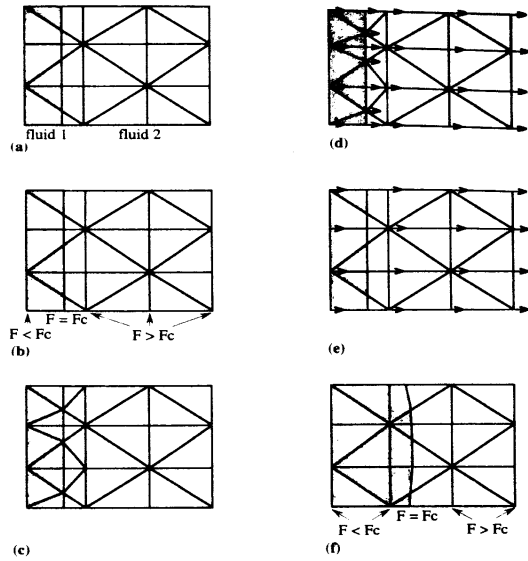 fluid 1 fluid 2
(a)
(d)
F = Fc
F < Fc F > Fc
(b)
(e)
(c)
F = Fc
F < Fc F > Fc
(f)